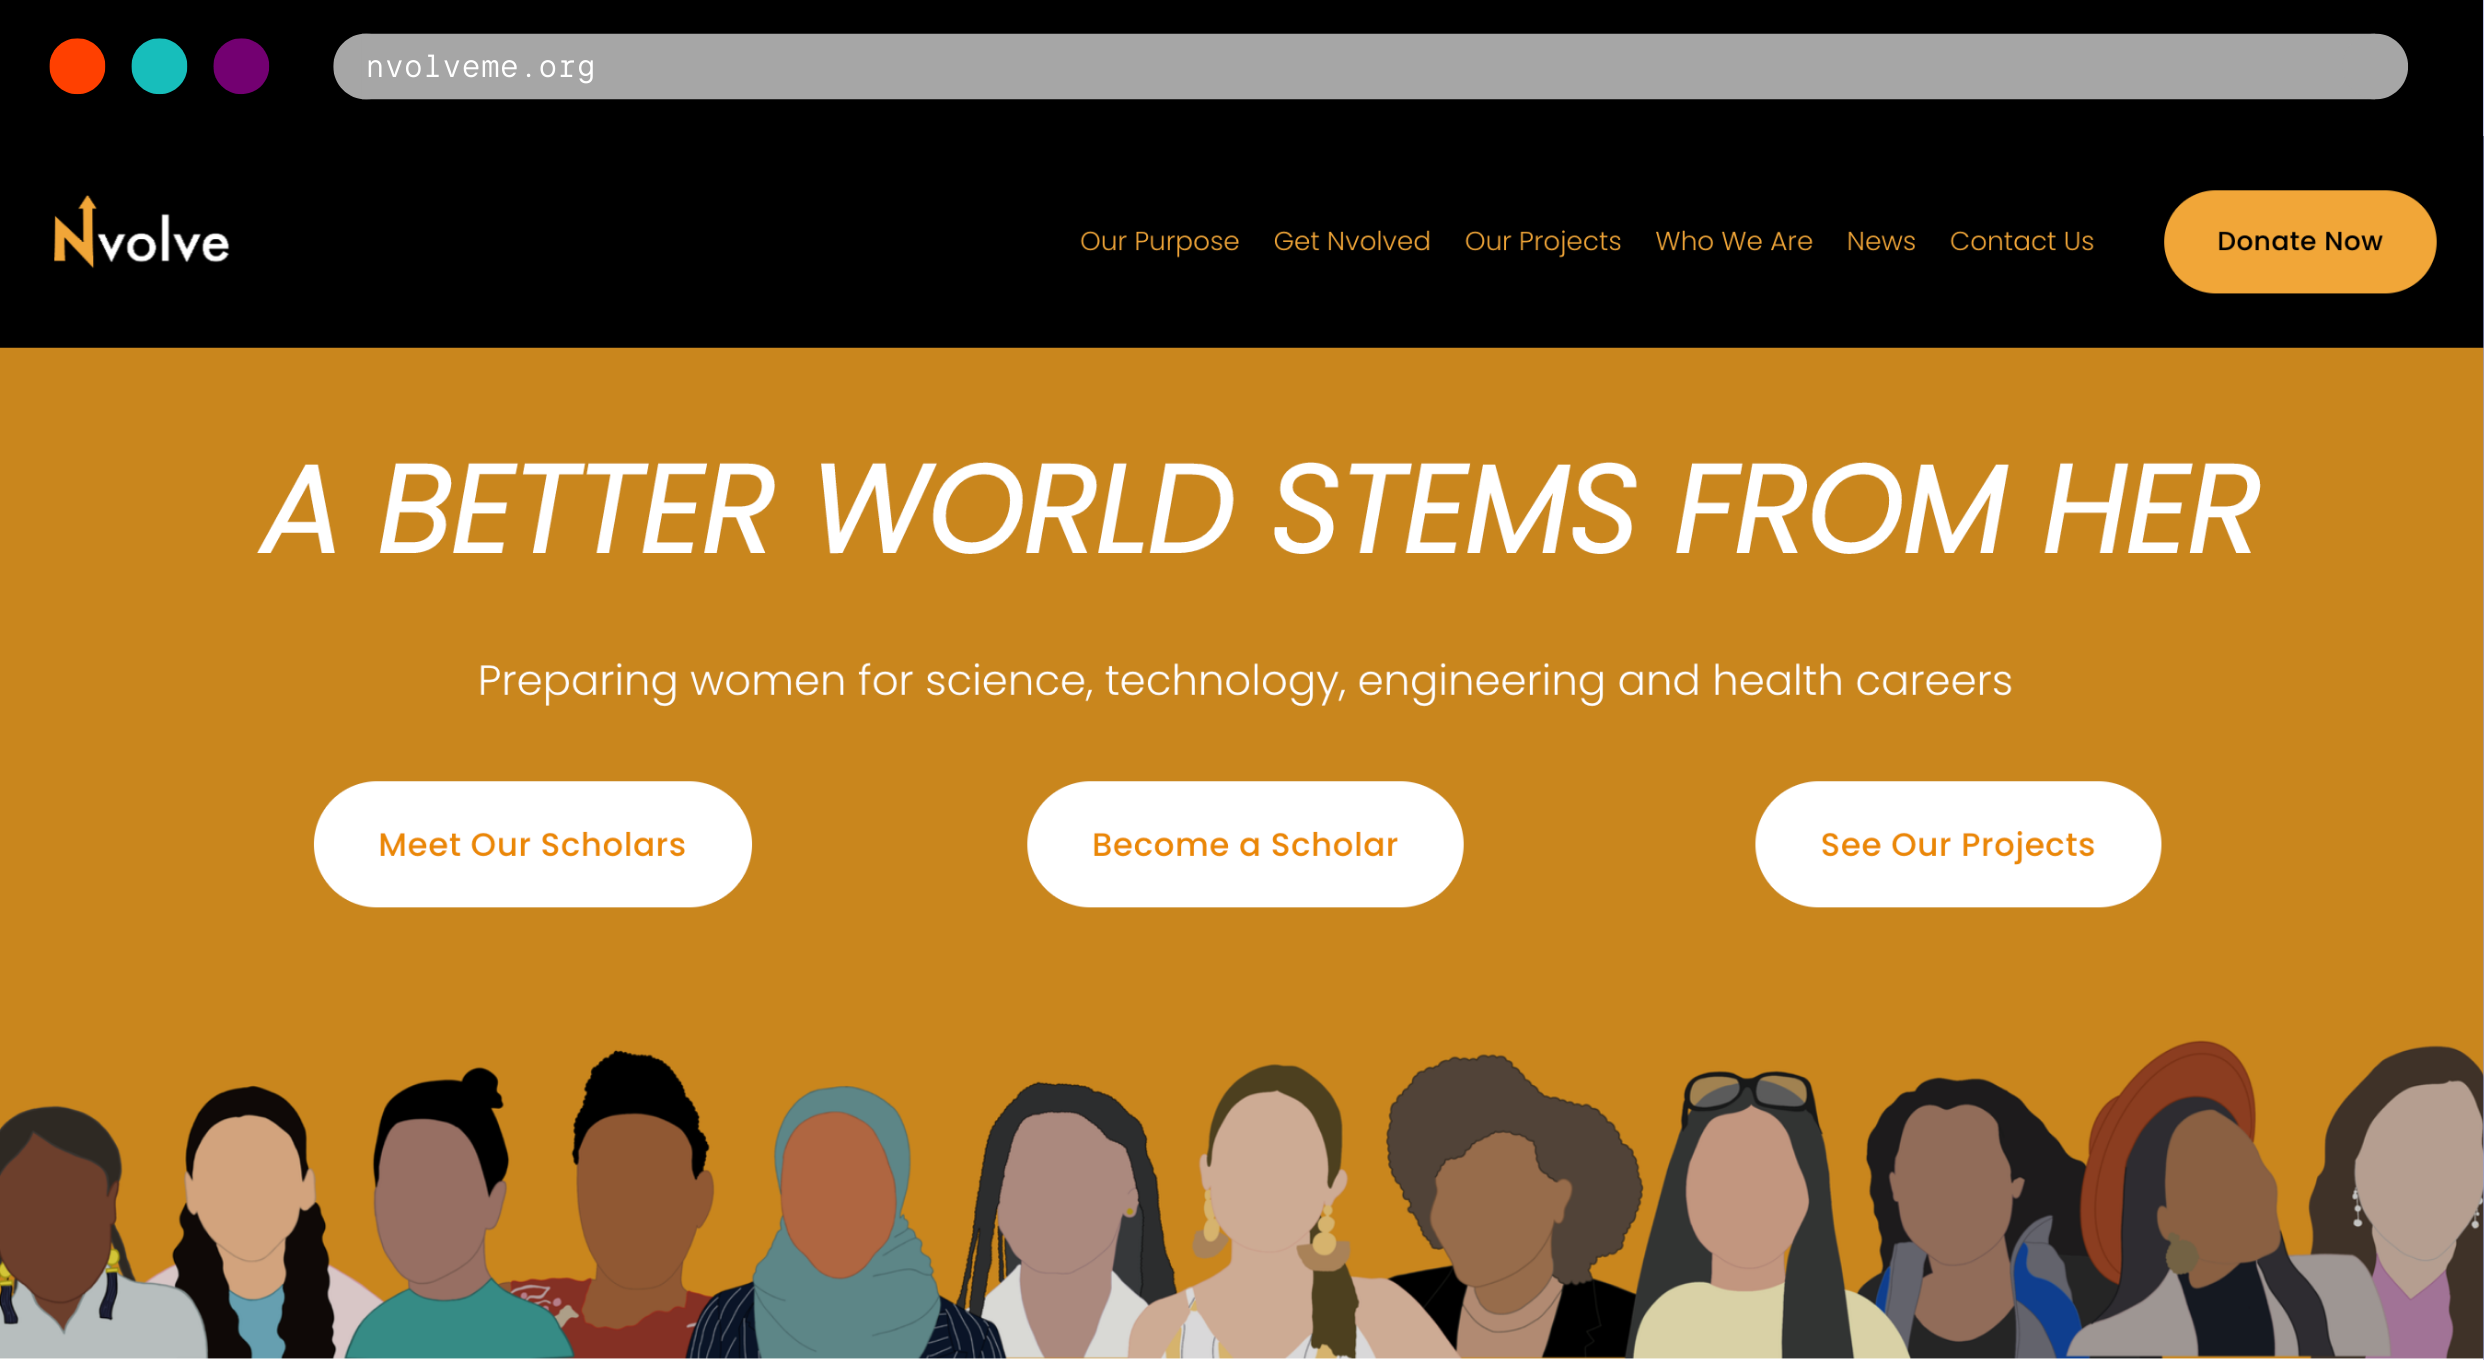 nvolveme.org
Nvolve
Our Purpose Get Nvolved Our Projects Who We Are News Contact Us Donate Now
A BETTER WORLD STEMS FROM HER
Preparing women for science, technology, engineering and health careers
Meet Our Scholars Become a Scholar See Our Projects